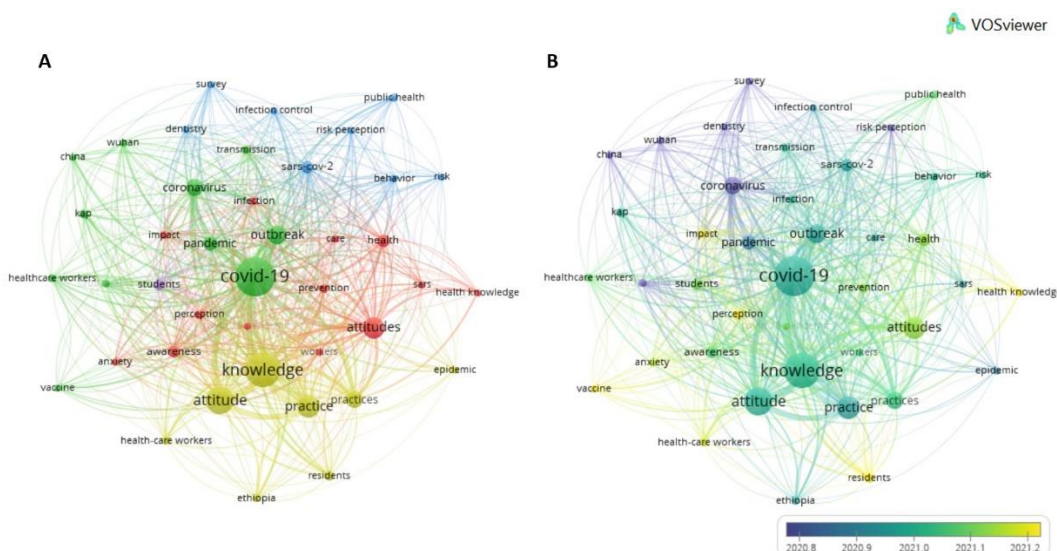 VOSviewer
A
survey
public health
infection control
dentistry
risk perception
wuhan
transmission
china
sars-cov-2
behavior
risk
coronavirus
infection
kap
impact
outbreak
care
health
pandemic
covid-19
healthcare workers
students
prevention
sars
health knowledge
perception
attitudes
awareness
workers
anxiety
knowledge
epidemic
vaccine
attitude
practice
practices
health-care workers
residents
ethiopia
B
survey
public health
infection control
dentistry
risk perception
wuhan
transmission
china
sars-cov-2
behavior
risk
coronavirus
infection
kap
impact
outbreak
care
health
pandemic
covid-19
healthcare workers
students
prevention
sars
health knowledge
perception
attitudes
awareness
workers
anxiety
knowledge
epidemic
vaccine
attitude
practice
practices
health-care workers
residents
ethiopia
2020.8 2020.9 2021.0 2021.1 2021.2